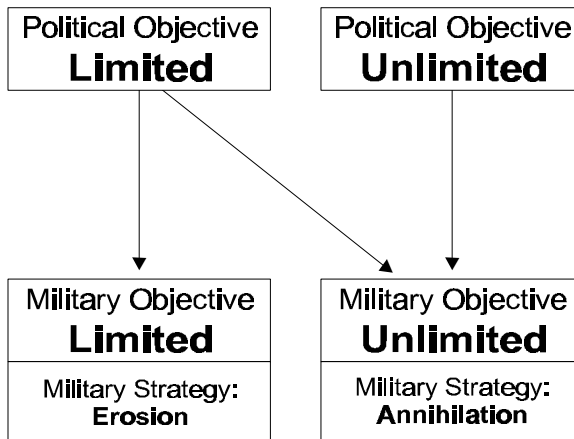 Political Objective
Limited
Political Objective
Unlimited
Military Objective
Limited
Military Strategy:
Erosion
Military Objective
Unlimited
Military Strategy:
Annihilation